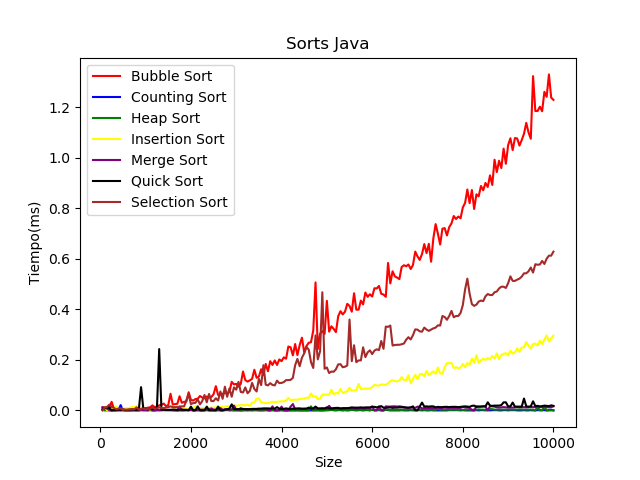 Sorts Java
Bubble Sort
Counting Sort
Heap Sort
Insertion Sort
Merge Sort
Quick Sort
Selection Sort
Tiempo(ms)
1.2
1.0
0.8
0.6
0.4
0.2
0.0
0 2000 4000 6000 8000 10000
Size